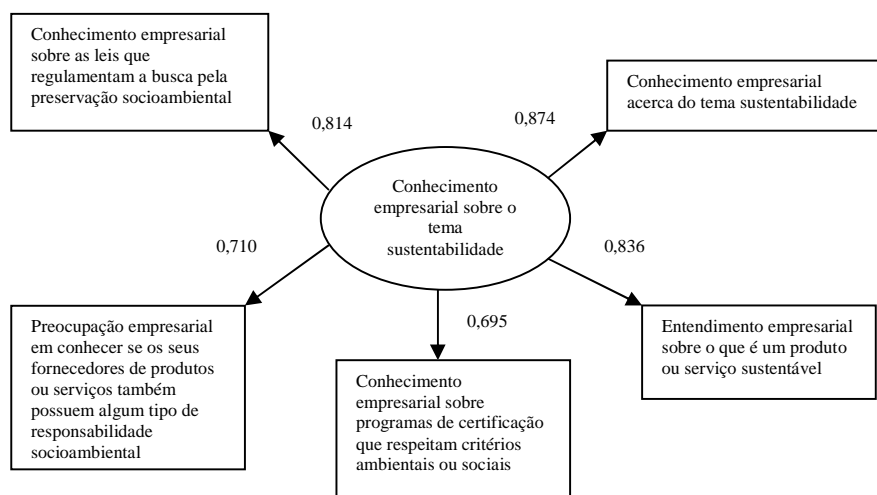 Conhecimento empresarial
sobre as leis que
regulamentam a busca pela
preservação socioambiental
Conhecimento empresarial
acerca do tema sustentabilidade
0,814
0,874
Conhecimento
empresarial sobre o
tema
sustentabilidade
0,710
0,836
0,695
Preocupação empresarial
em conhecer se os seus
fornecedores de produtos
ou serviços também
possuem algum tipo de
responsabilidade
socioambiental
Conhecimento
empresarial sobre
programas de certificação
que respeitam critérios
ambientais ou sociais
Entendimento empresarial
sobre o que é um produto
ou serviço sustentável